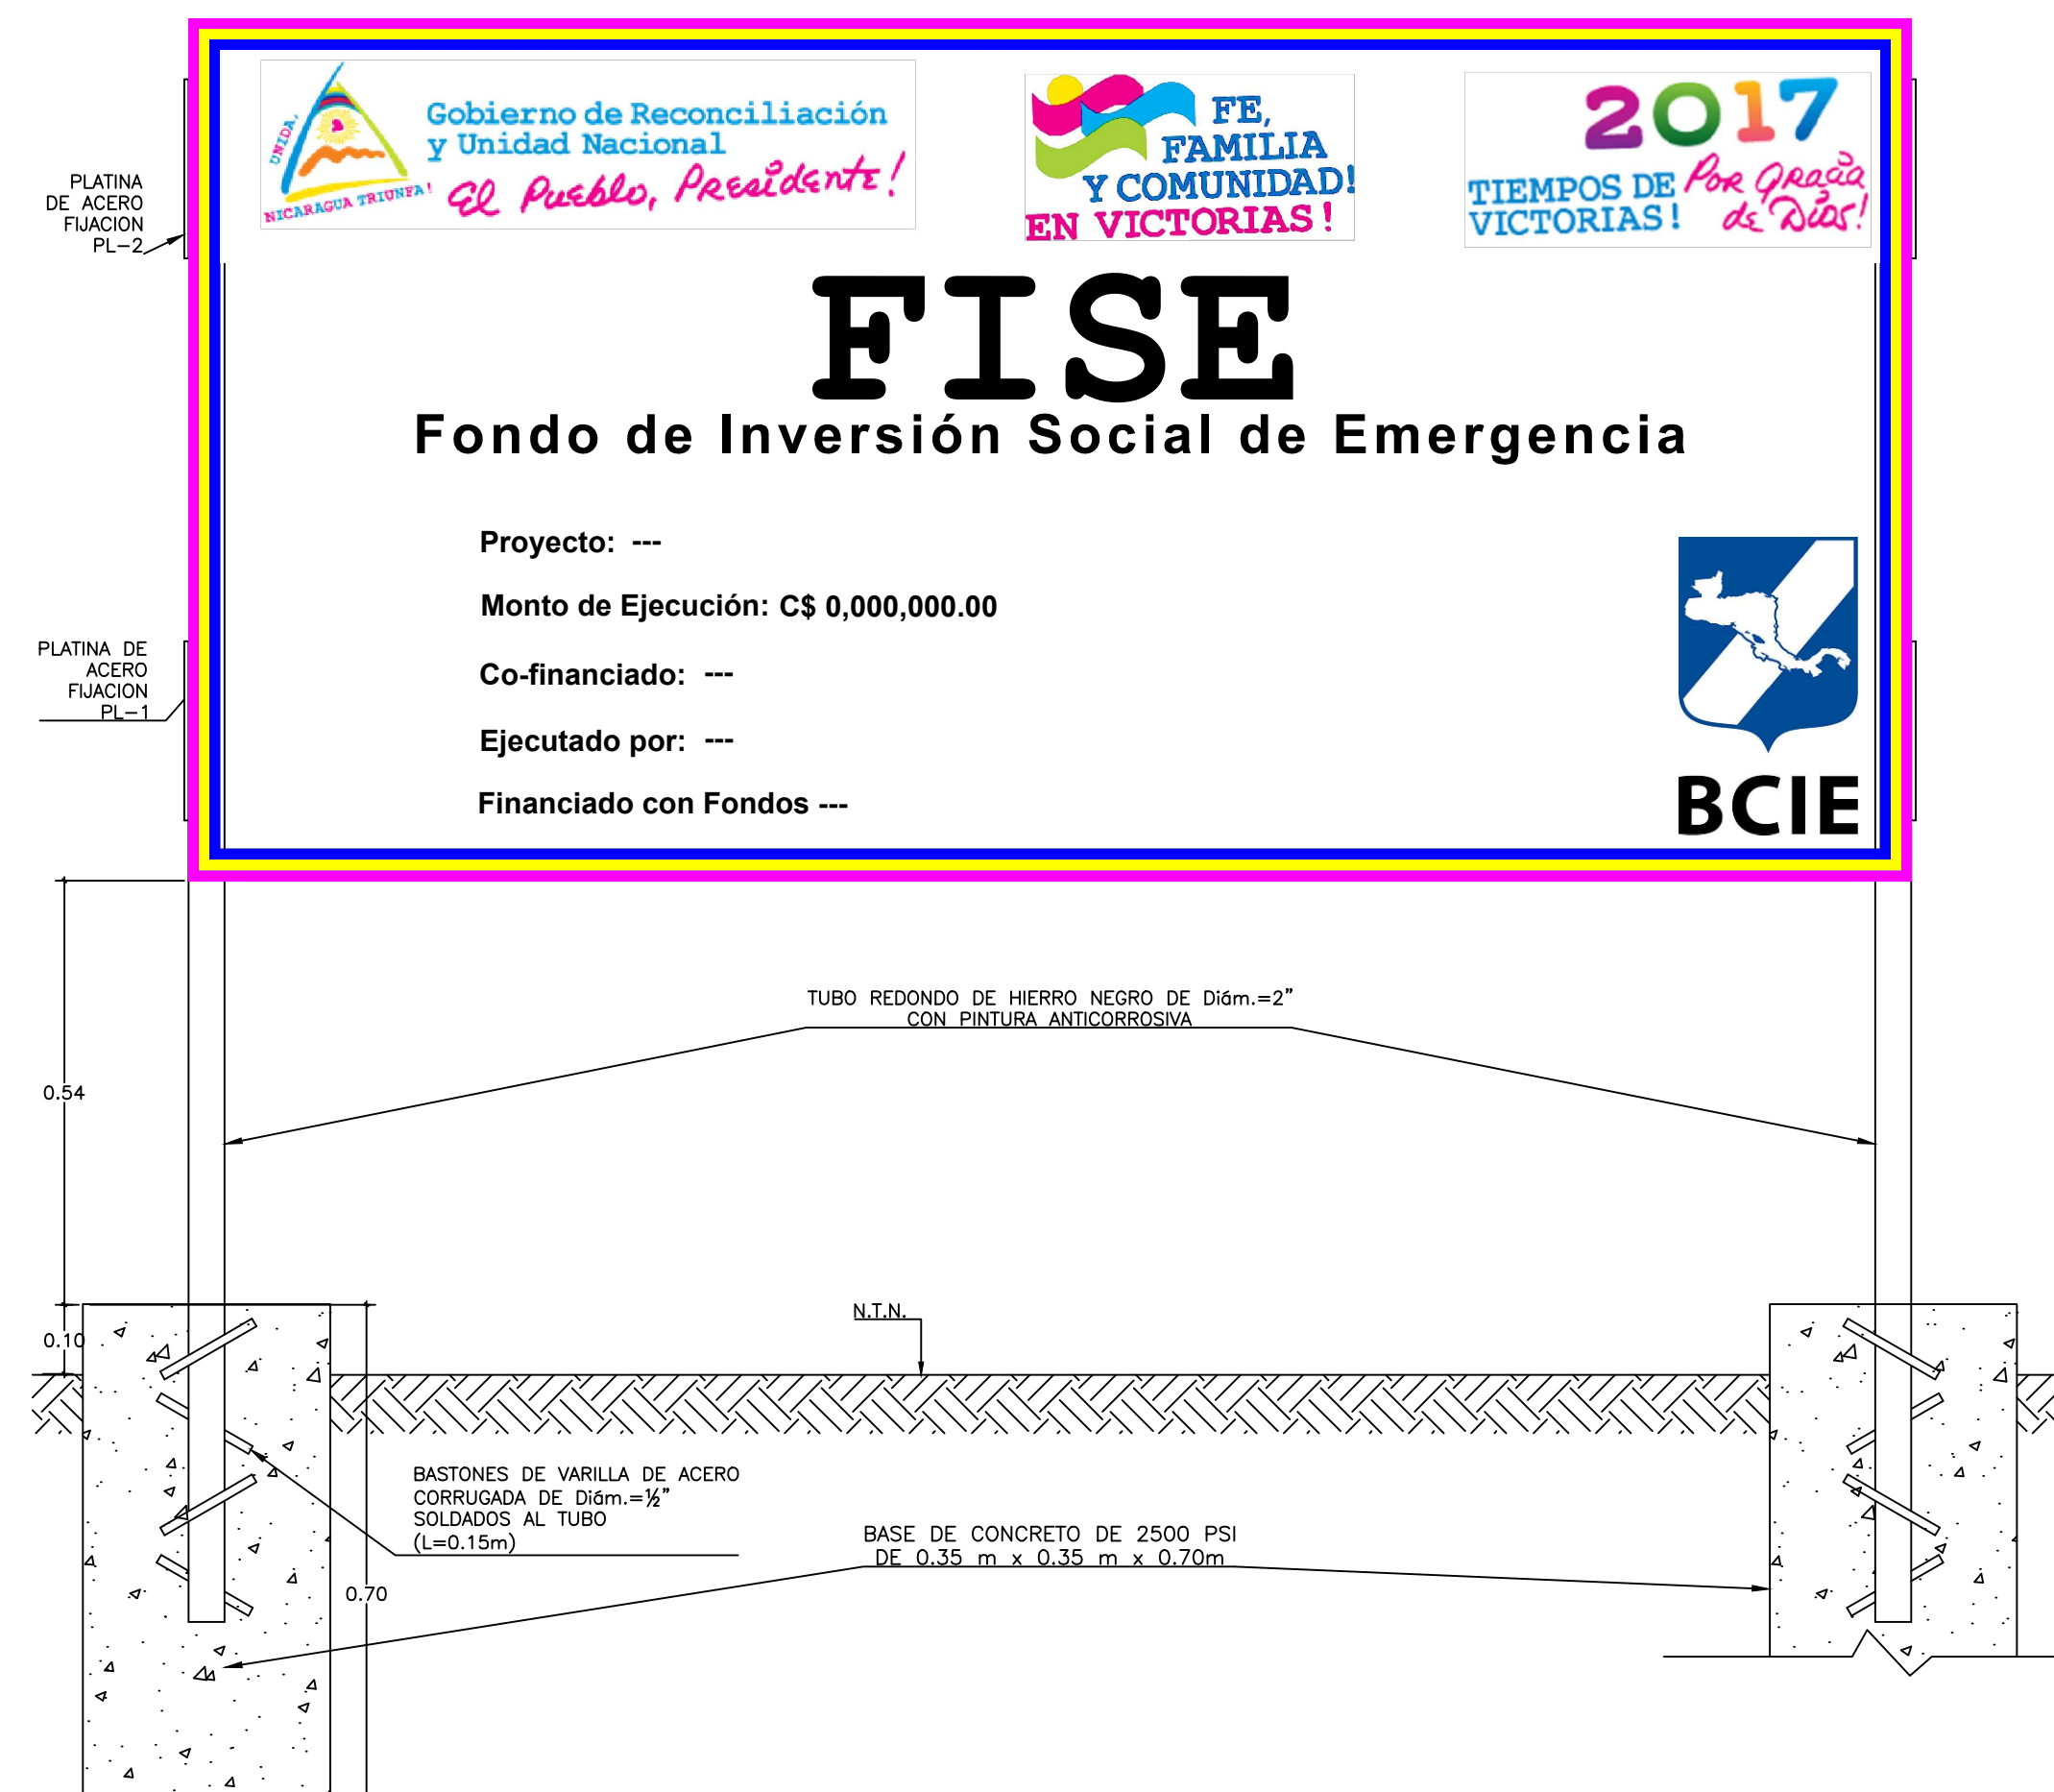 UNIDA,
NICARAGUA TRIUNFA!
Gobierno de Reconciliación
y Unidad Nacional
El Pueblo, Presidente!
FE,
FAMILIA
Y COMUNIDAD!
EN VICTORIAS!
2017
TIEMPOS DE
VICTORIAS!
Por Gracia
de Dios!
PLATINA
DE ACERO
FIJACION
PL-2
FISE
Fondo de Inversión Social de Emergencia
Proyecto: ---
Monto de Ejecución: C$ 0,000,000.00
Co-financiado: ---
Ejecutado por: ---
Financiado con Fondos ---
BCIE
PLATINA DE
ACERO
FIJACION
PL-1
TUBO REDONDO DE HIERRO NEGRO DE Diám.=2"
CON PINTURA ANTICORROSIVA
0.54
0.10
N.T.N.
BASTONES DE VARILLA DE ACERO
CORRUGADA DE Diám.=½"
SOLDADOS AL TUBO
(L=0.15m)
BASE DE CONCRETO DE 2500 PSI
DE 0.35 m x 0.35 m x 0.70m
0.70